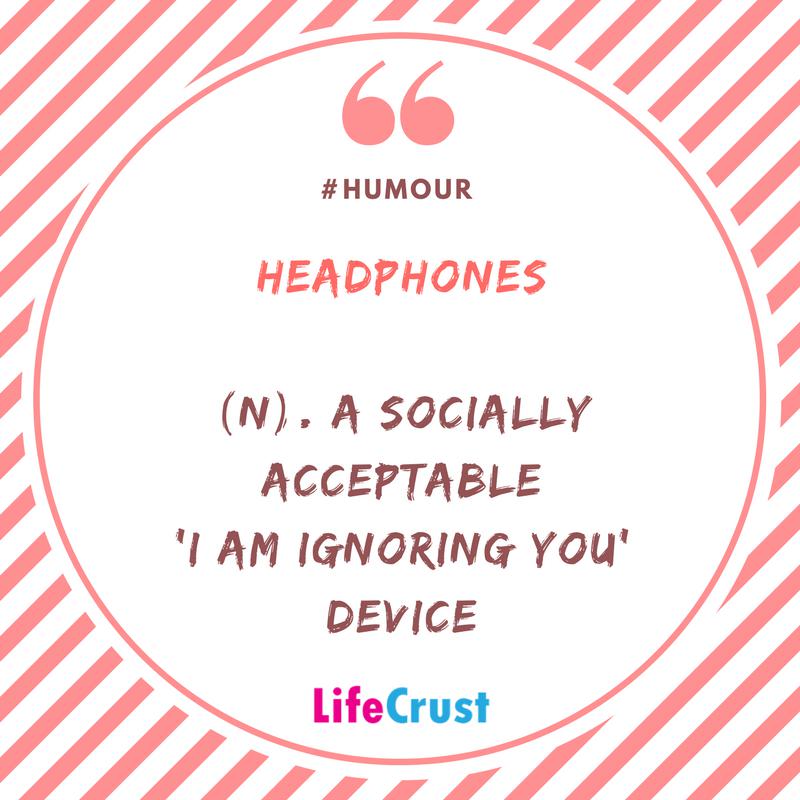 #HUMOUR
HEADPHONES
(N). A SOCIALLY
ACCEPTABLE
'I AM IGNORING YOU'
DEVICE
LifeCrust